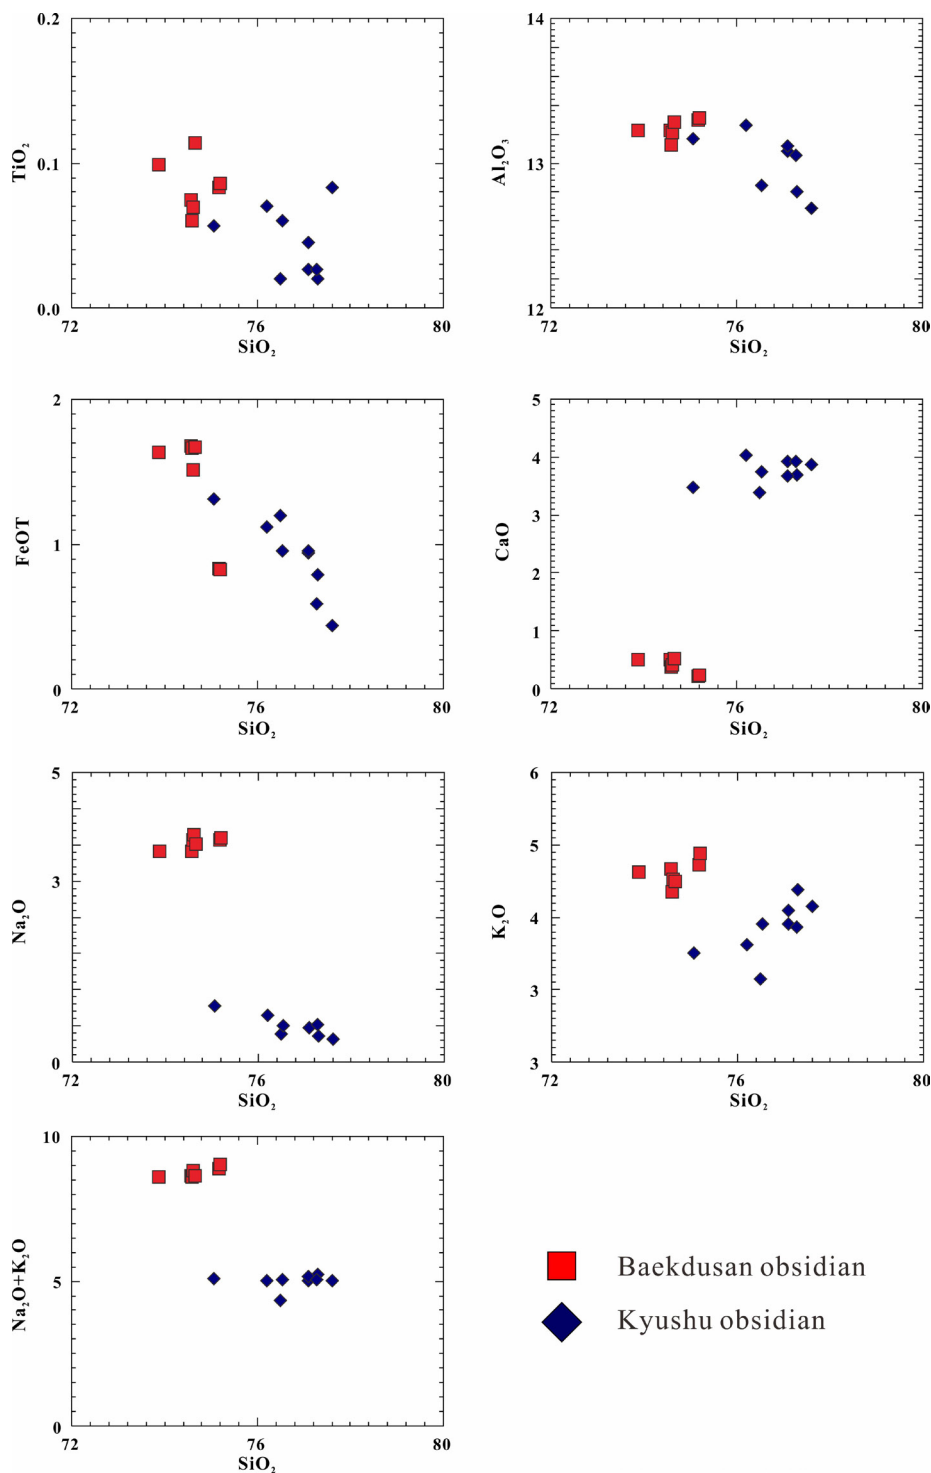 0.2
0.1
0.0
TiO₂
72
76
80
SiO₂
14
13
12
Al₂O₃
72
76
80
SiO₂
2
1
0
FeOT
72
76
80
SiO₂
5
4
3
2
1
0
CaO
72
76
80
SiO₂
5
3
0
Na₂O
72
76
80
SiO₂
6
5
4
3
3
K₂O
72
76
80
SiO₂
10
5
0
Na₂O+K₂O
72
76
80
SiO₂
Baekdusan obsidian
Kyushu obsidian